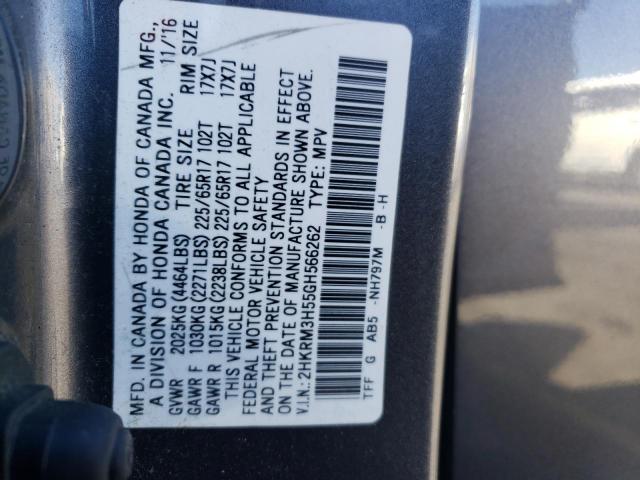 MFD. IN CANADA BY HONDA OF CANADA MFG.,
A DIVISION OF HONDA CANADA INC. 11/'16
GVWR 2025KG(4464LBS) TIRE SIZE RIM SIZE
GAWR F 1030KG(2271LBS) 225/65R17 102T 17X7J
GAWR R 1015KG(2238LBS) 225/65R17 102T 17X7J
THIS VEHICLE CONFORMS TO ALL APPLICABLE
FEDERAL MOTOR VEHICLE SAFETY
AND THEFT PREVENTION STANDARDS IN EFFECT
ON THE DATE OF MANUFACTURE SHOWN ABOVE.
V.I.N.: 2HKRM3H55GH566262 TYPE: MPV
TFF G AB5 -NH797M -B -H